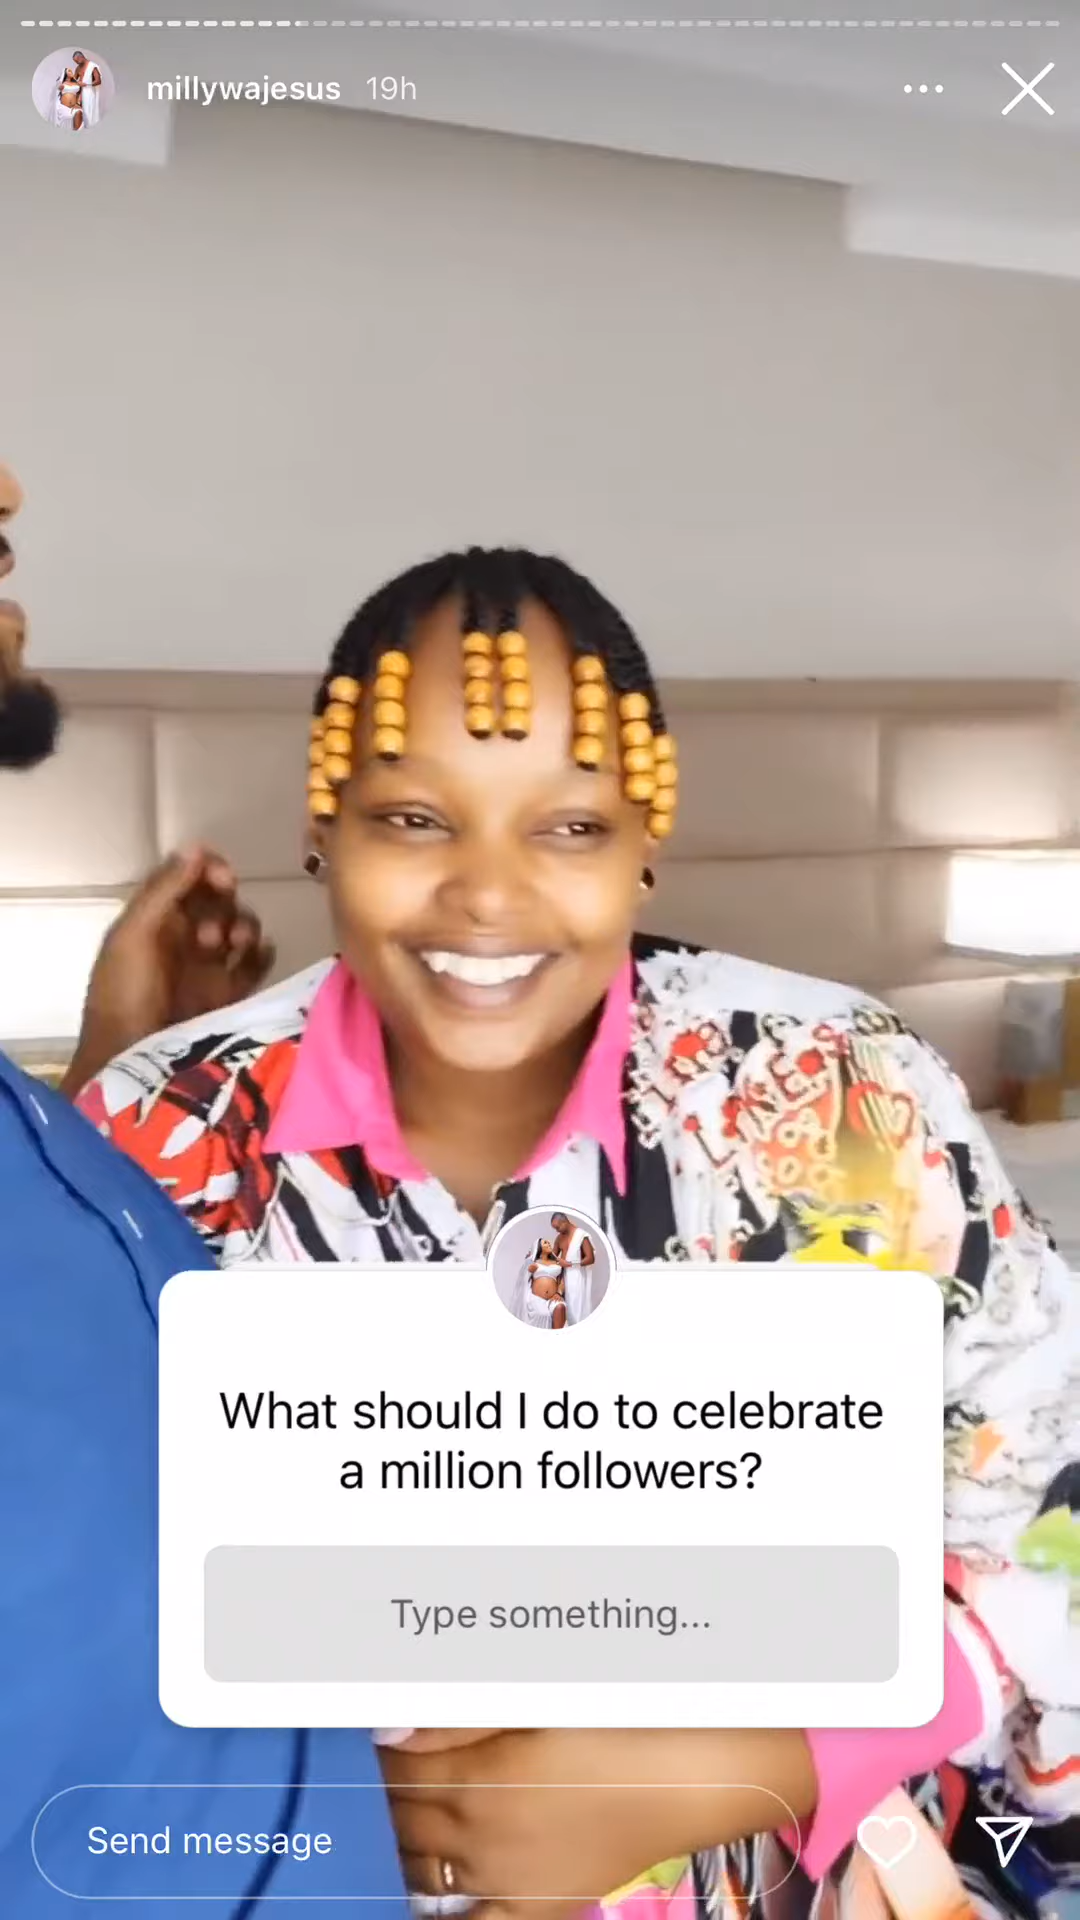 millywajesus 19h
What should I do to celebrate
a million followers?
Type something...
Send message